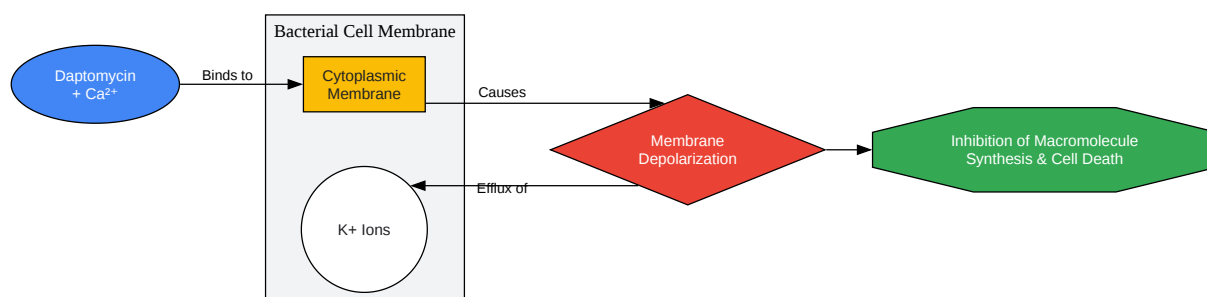 Bacterial Cell Membrane
Daptomycin
+ Ca²⁺
Binds to
Cytoplasmic
Membrane
Causes
Membrane
Depolarization
Inhibition of Macromolecule
Synthesis & Cell Death
Efflux of
K+ Ions